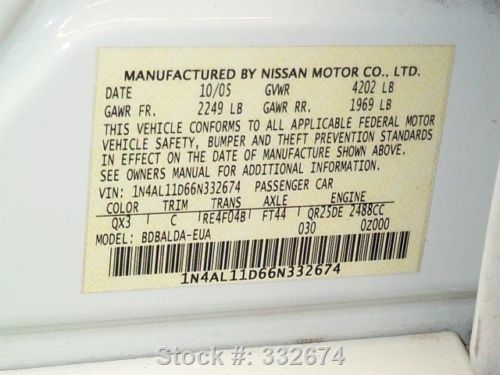 MANUFACTURED BY NISSAN MOTOR CO., LTD.
DATE 10/05 GVWR 4202 LB
GAWR FR. 2249 LB GAWR RR. 1969 LB
THIS VEHICLE CONFORMS TO ALL APPLICABLE FEDERAL MOTOR
VEHICLE SAFETY, BUMPER AND THEFT PREVENTION STANDARDS
IN EFFECT ON THE DATE OF MANUFACTURE SHOWN ABOVE.
SEE OWNERS MANUAL FOR ADDITIONAL INFORMATION.
VIN: 1N4AL11D66N332674 PASSENGER CAR
COLOR TRIM TRANS AXLE ENGINE
QX3 C RE4F04B FT44 QR25DE 2488CC
MODEL: BDBALDA-EUA 030 0Z000
1N4AL11D66N332674
Stock #: 332674